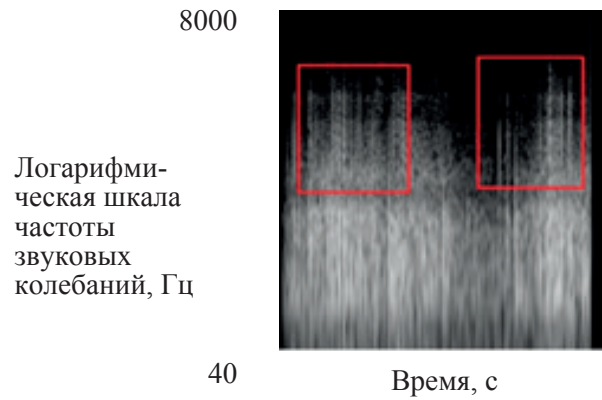 8000
Логарифми-
ческая шкала
частоты
звуковых
колебаний, Гц
40
Время, с